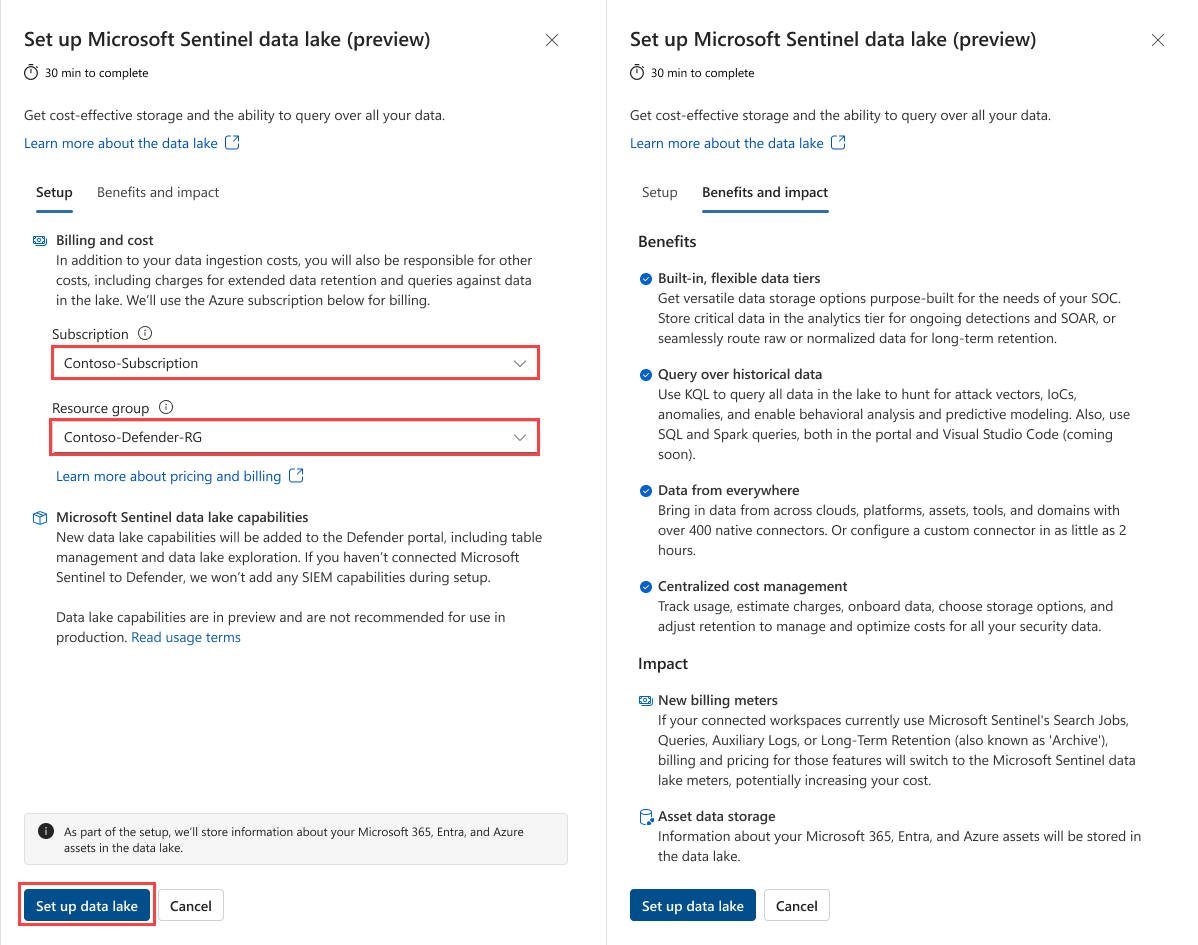 Set up Microsoft Sentinel data lake (preview)
30 min to complete
Get cost-effective storage and the ability to query over all your data.
Learn more about the data lake
Setup
Benefits and impact
Billing and cost
In addition to your data ingestion costs, you will also be responsible for other
costs, including charges for extended data retention and queries against data
in the lake. We’ll use the Azure subscription below for billing.
Subscription
Contoso-Subscription
Resource group
Contoso-Defender-RG
Learn more about pricing and billing
Microsoft Sentinel data lake capabilities
New data lake capabilities will be added to the Defender portal, including table
management and data lake exploration. If you haven’t connected Microsoft
Sentinel to Defender, we won’t add any SIEM capabilities during setup.
Data lake capabilities are in preview and are not recommended for use in
production. Read usage terms
As part of the setup, we’ll store information about your Microsoft 365, Entra, and Azure
assets in the data lake.
Set up data lake
Cancel
Set up Microsoft Sentinel data lake (preview)
30 min to complete
Get cost-effective storage and the ability to query over all your data.
Learn more about the data lake
Setup
Benefits and impact
Benefits
Built-in, flexible data tiers
Get versatile data storage options purpose-built for the needs of your SOC.
Store critical data in the analytics tier for ongoing detections and SOAR, or
seamlessly route raw or normalized data for long-term retention.
Query over historical data
Use KQL to query all data in the lake to hunt for attack vectors, IoCs,
anomalies, and enable behavioral analysis and predictive modeling. Also, use
SQL and Spark queries, both in the portal and Visual Studio Code (coming
soon).
Data from everywhere
Bring in data from across clouds, platforms, assets, tools, and domains with
over 400 native connectors. Or configure a custom connector in as little as 2
hours.
Centralized cost management
Track usage, estimate charges, onboard data, choose storage options, and
adjust retention to manage and optimize costs for all your security data.
Impact
New billing meters
If your connected workspaces currently use Microsoft Sentinel's Search Jobs,
Queries, Auxiliary Logs, or Long-Term Retention (also known as 'Archive'),
billing and pricing for those features will switch to the Microsoft Sentinel data
lake meters, potentially increasing your cost.
Asset data storage
Information about your Microsoft 365, Entra, and Azure assets will be stored in
the data lake.
Set up data lake
Cancel